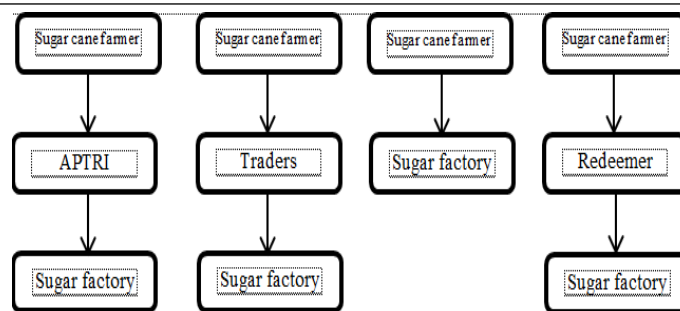 Sugar cane farmer
Sugar cane farmer
Sugar cane farmer
Sugar cane farmer
APTRI
Traders
Sugar factory
Redeemer
Sugar factory
Sugar factory
Sugar factory